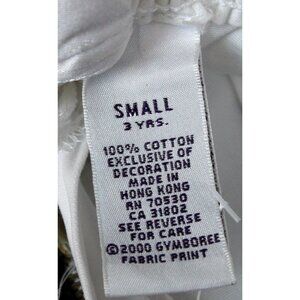 SMALL
3 YRS.
100% COTTON
EXCLUSIVE OF
DECORATION
MADE IN
HONG KONG
RN 70530
CA 31802
SEE REVERSE
FOR CARE
©2000 GYMBOREE
FABRIC PRINT